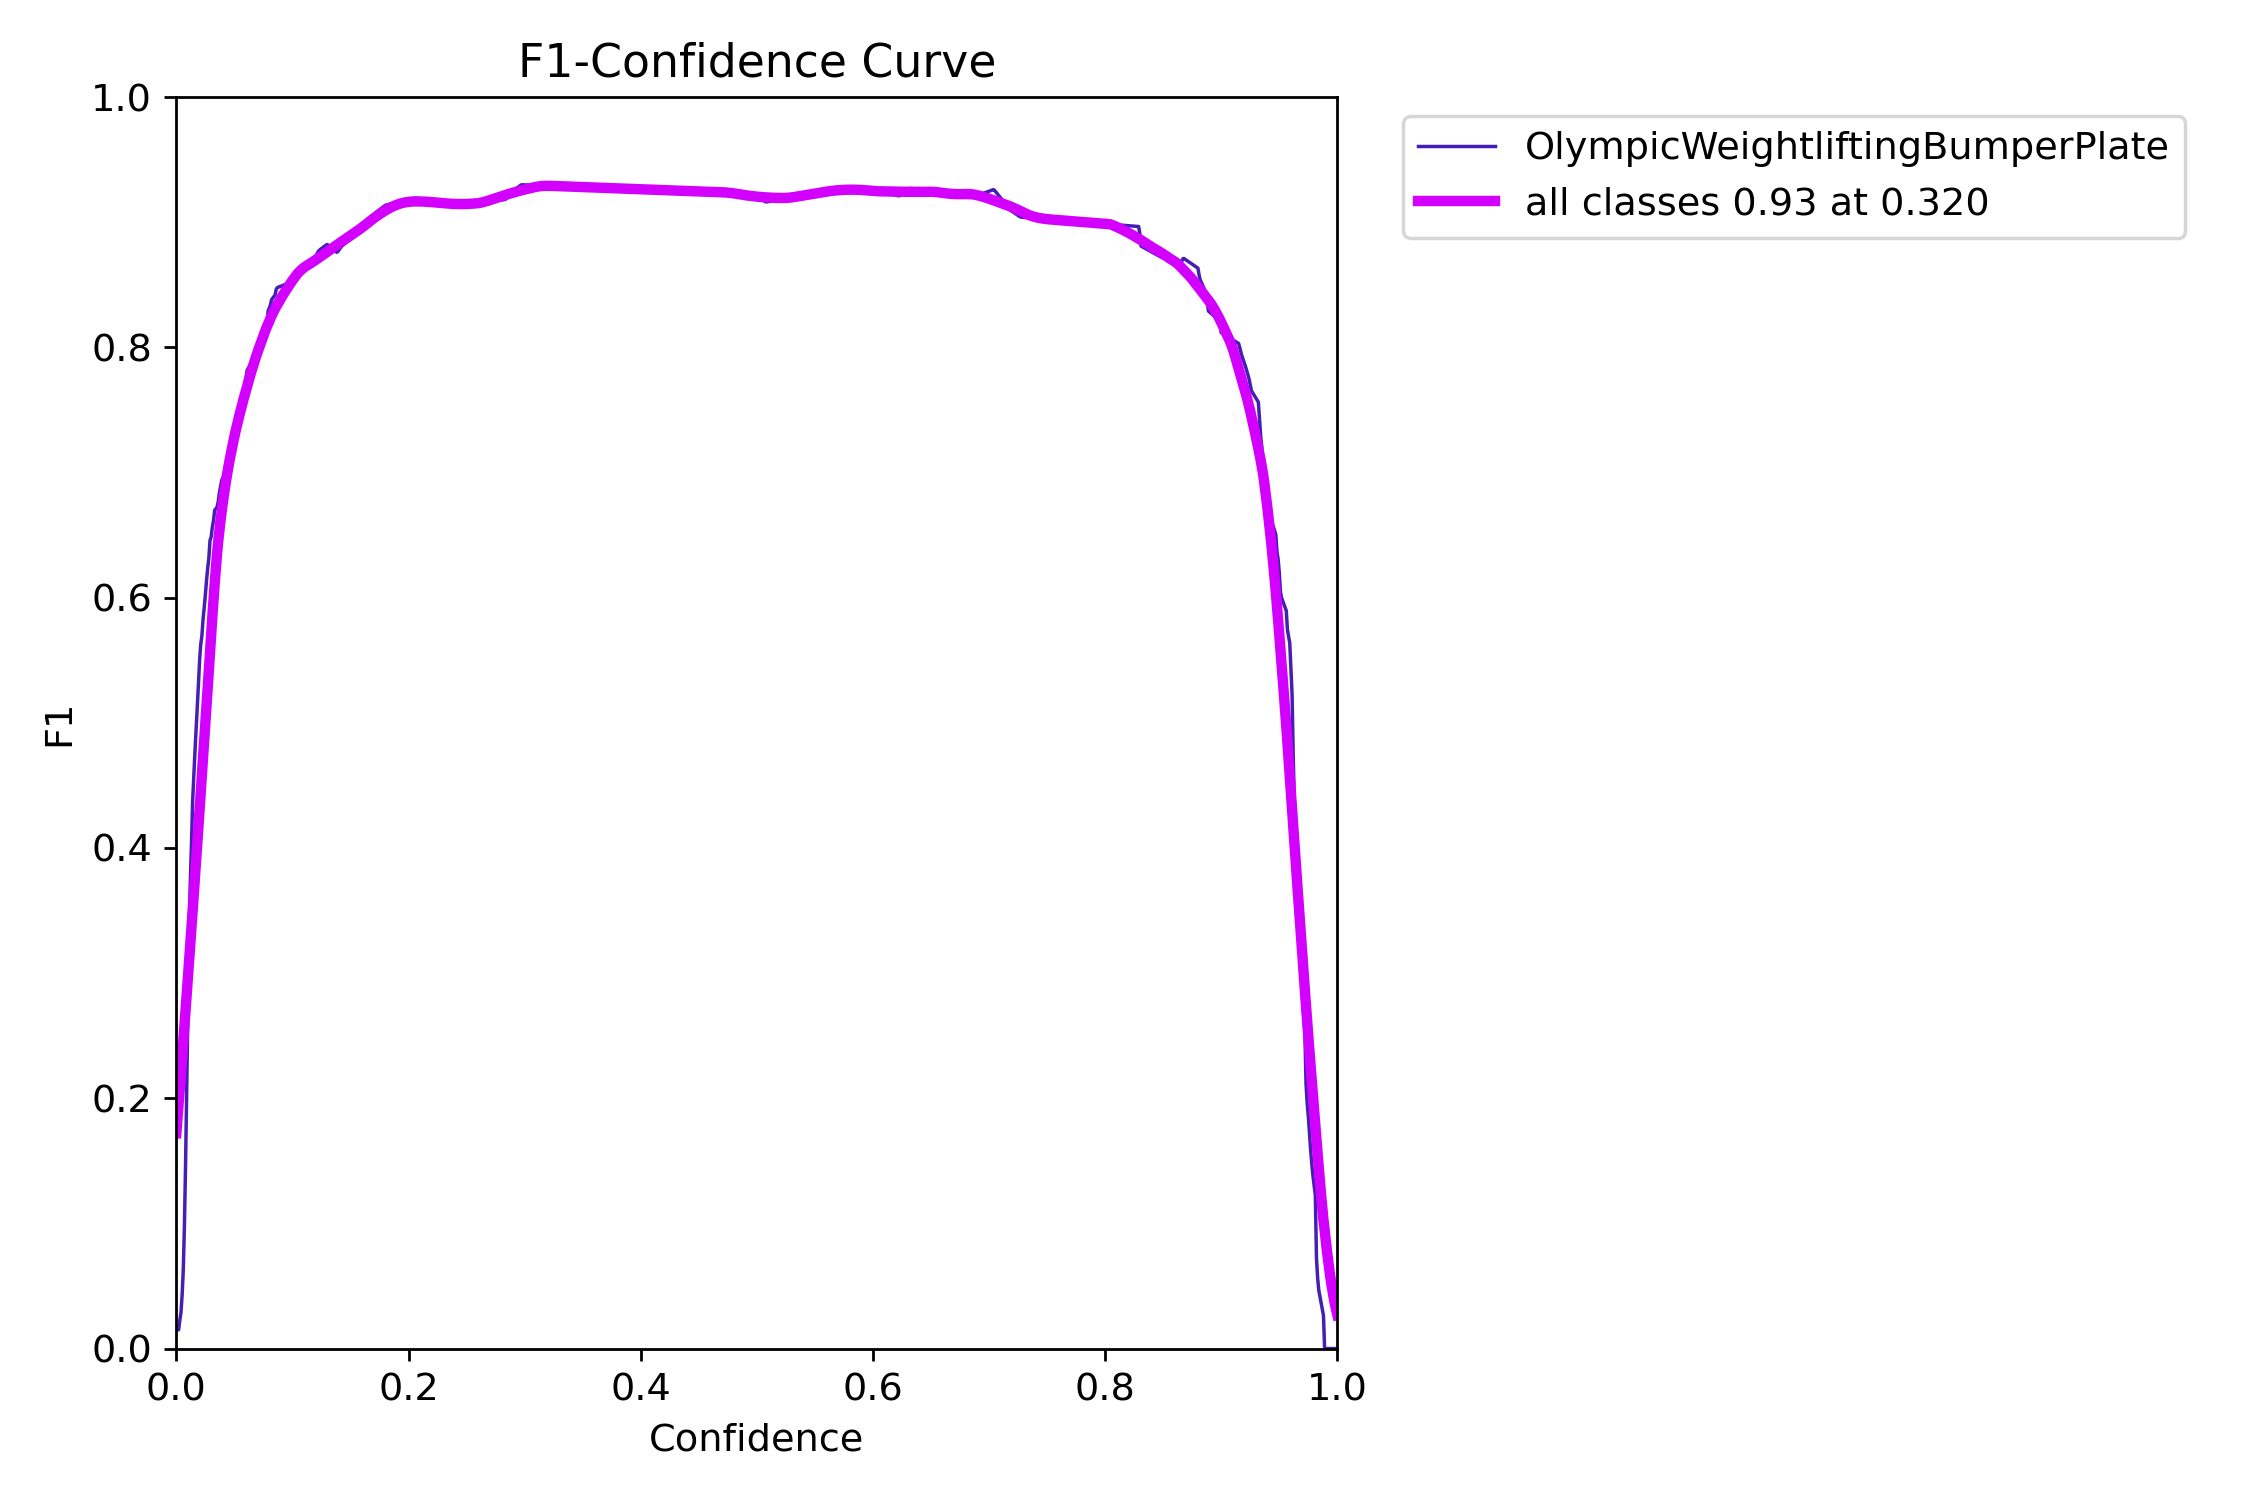 F1-Confidence Curve
1.0
0.8
0.6
0.4
0.2
0.0
F1
0.0 0.2 0.4 0.6 0.8 1.0
Confidence
OlympicWeightliftingBumperPlate
all classes 0.93 at 0.320